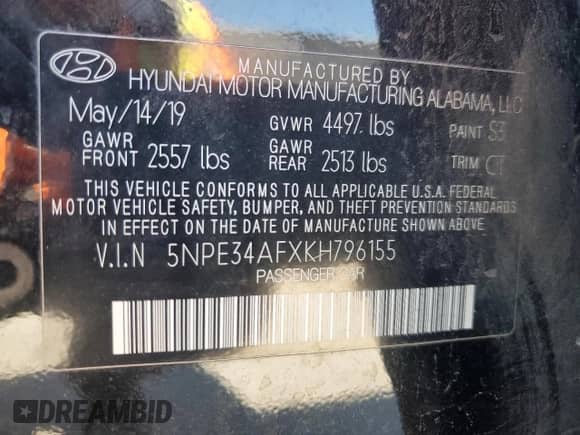 MANUFACTURED BY
HYUNDAI MOTOR MANUFACTURING ALABAMA, LLC
May/14/19 GVWR 4497 lbs PAINT S3
GAWR FRONT 2557 lbs GAWR REAR 2513 lbs TRIM CT
THIS VEHICLE CONFORMS TO ALL APPLICABLE U.S.A. FEDERAL
MOTOR VEHICLE SAFETY, BUMPER, AND THEFT PREVENTION STANDARDS
IN EFFECT ON THE DATE OF MANUFACTURE SHOWN ABOVE.
V.I.N 5NPE34AFXKH796155
PASSENGER CAR
DREAMBID